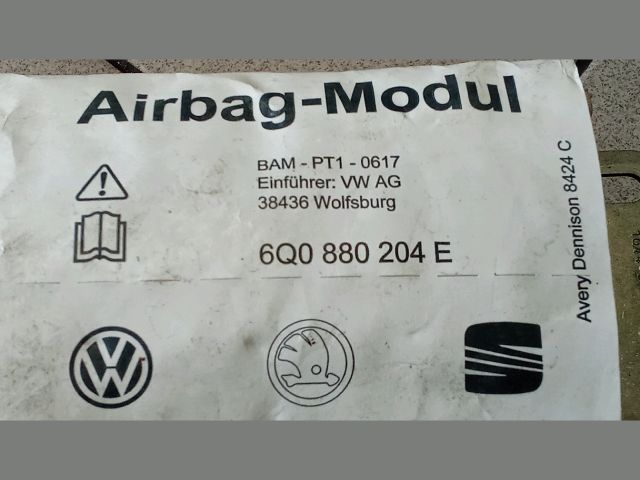 Airbag-Modul
BAM - PT1 - 0617
Einführer: VW AG
38436 Wolfsburg
6Q0 880 204 E
Avery Dennison 8424 C